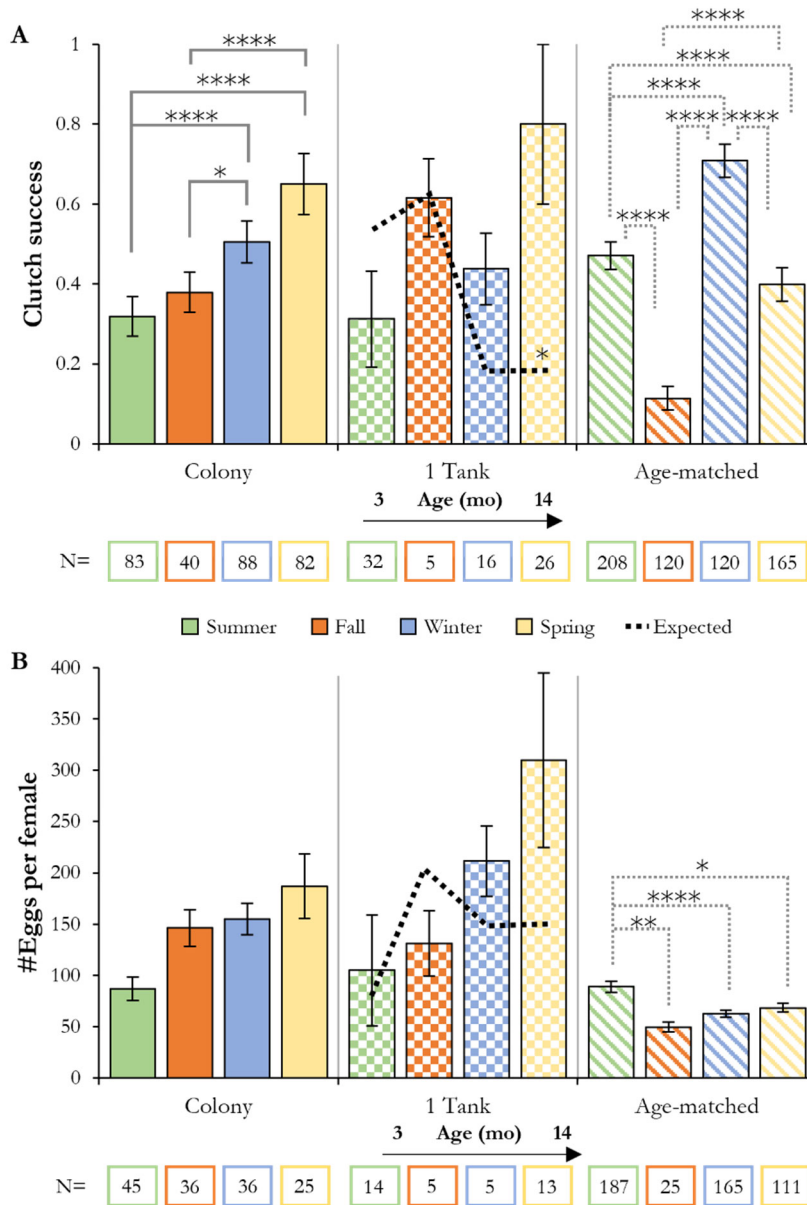 A
****
****
****
****
****
****
****
****
*
****
*
1
0.8
0.6
0.4
0.2
0
Clutch success
Colony
1 Tank
Age-matched
3 Age (mo) 14
N= 83 40 88 82 32 5 16 26 208 120 120 165
Summer Fall Winter Spring Expected
B
400
350
300
250
200
150
100
50
0
#Eggs per female
*
****
**
Colony
1 Tank
Age-matched
3 Age (mo) 14
N= 45 36 36 25 14 5 5 13 187 25 165 111